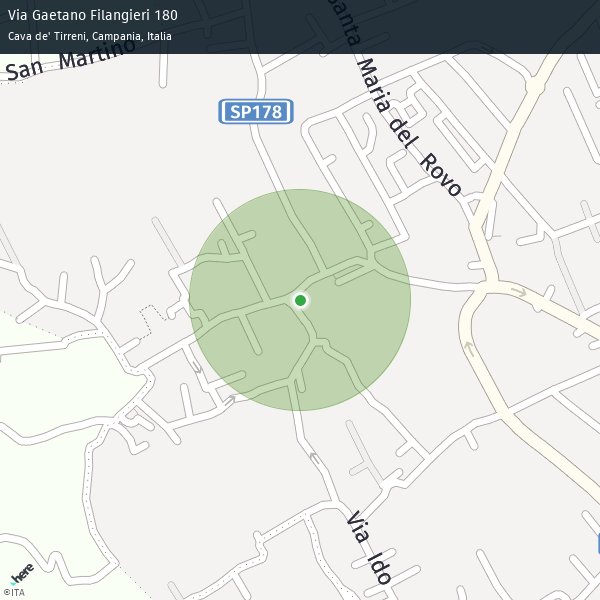 Via Gaetano Filangieri 180
Cava de' Tirreni, Campania, Italia
San Martino
Santa Maria del Rovo
SP178
Via Ido
here
©ITA